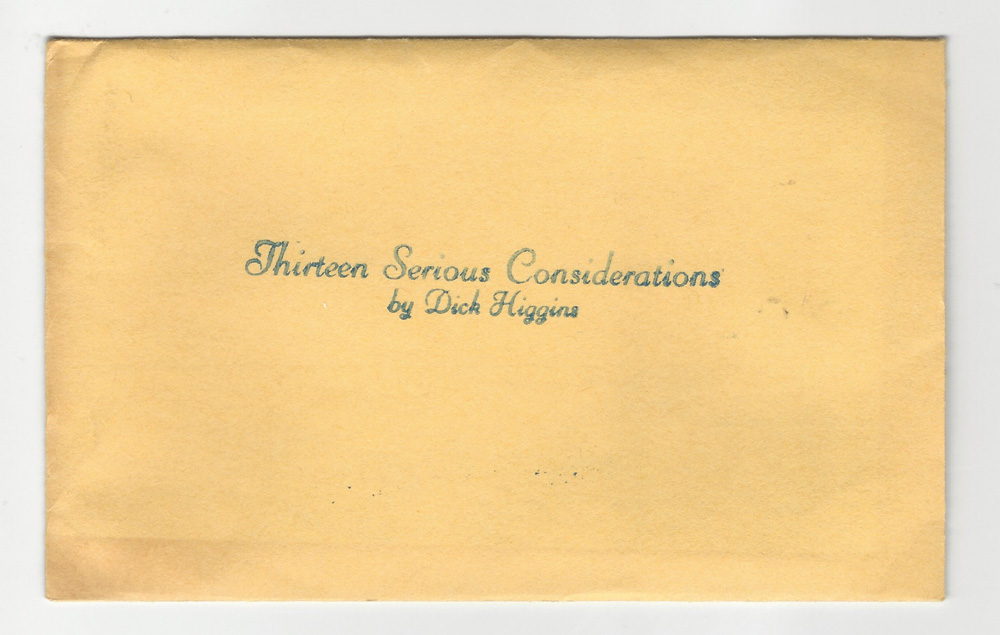 Thirteen Serious Considerations
by Dick Higgins